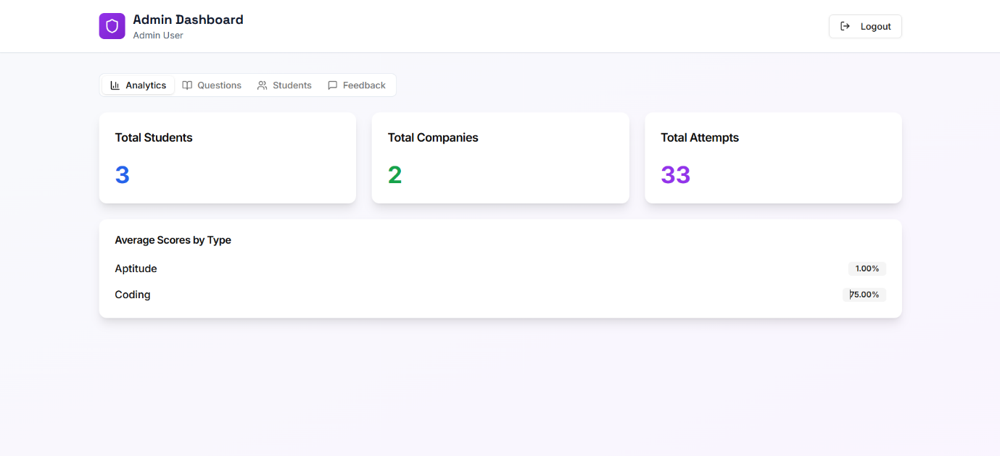 Admin Dashboard
Admin User
Logout
Analytics Questions Students Feedback
Total Students
3
Total Companies
2
Total Attempts
33
Average Scores by Type
Aptitude 1.00%
Coding 75.00%